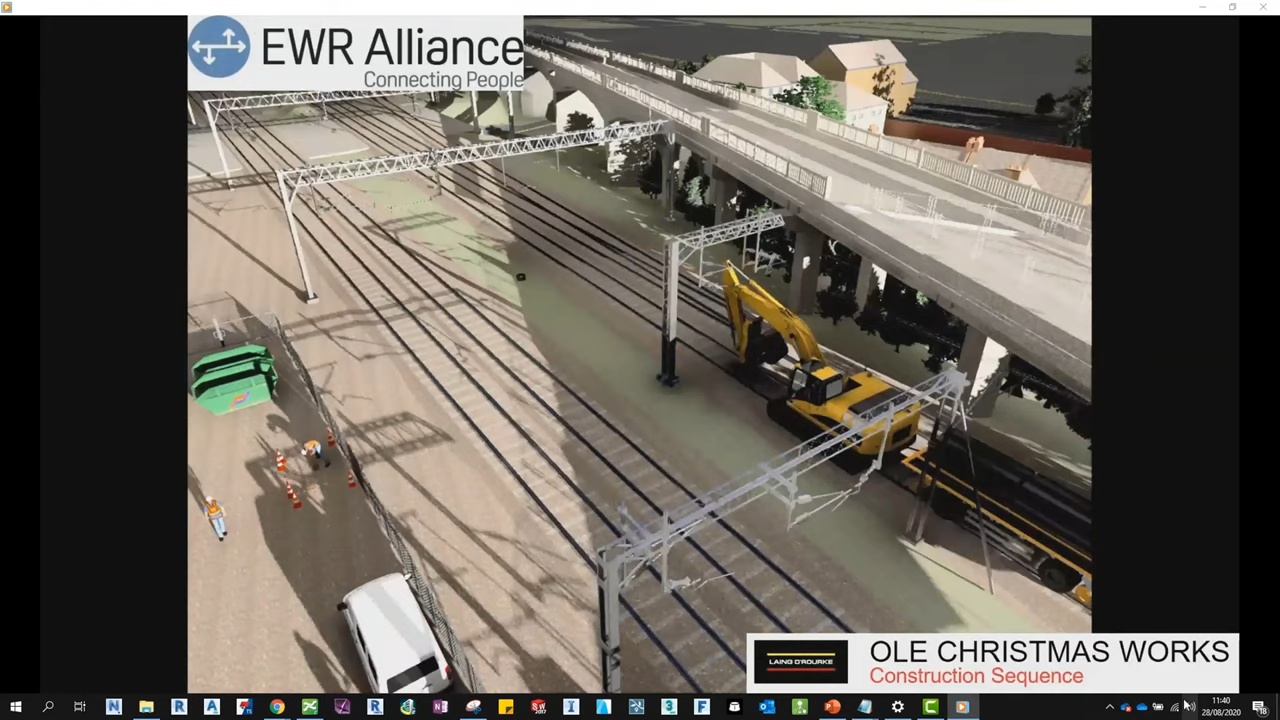 EWR Alliance
Connecting People
LAING O'ROURKE
OLE CHRISTMAS WORKS
Construction Sequence
11:40
28/08/2020